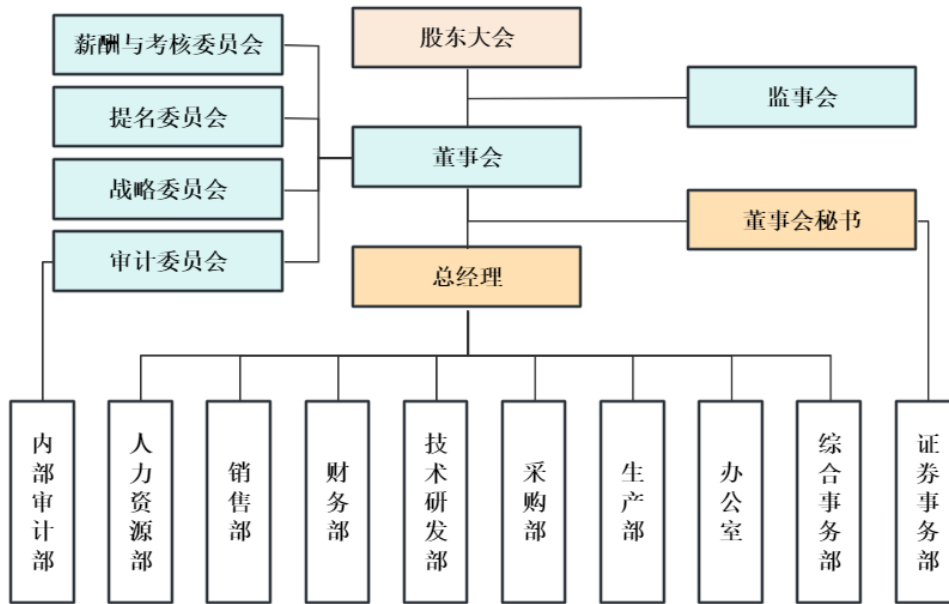 薪酬与考核委员会
股东大会
提名委员会
监事会
董事会
战略委员会
董事会秘书
审计委员会
总经理
内部审计部
人力资源部
销售部
财务部
技术研发部
采购部
生产部
办公室
综合事务部
证券事务部